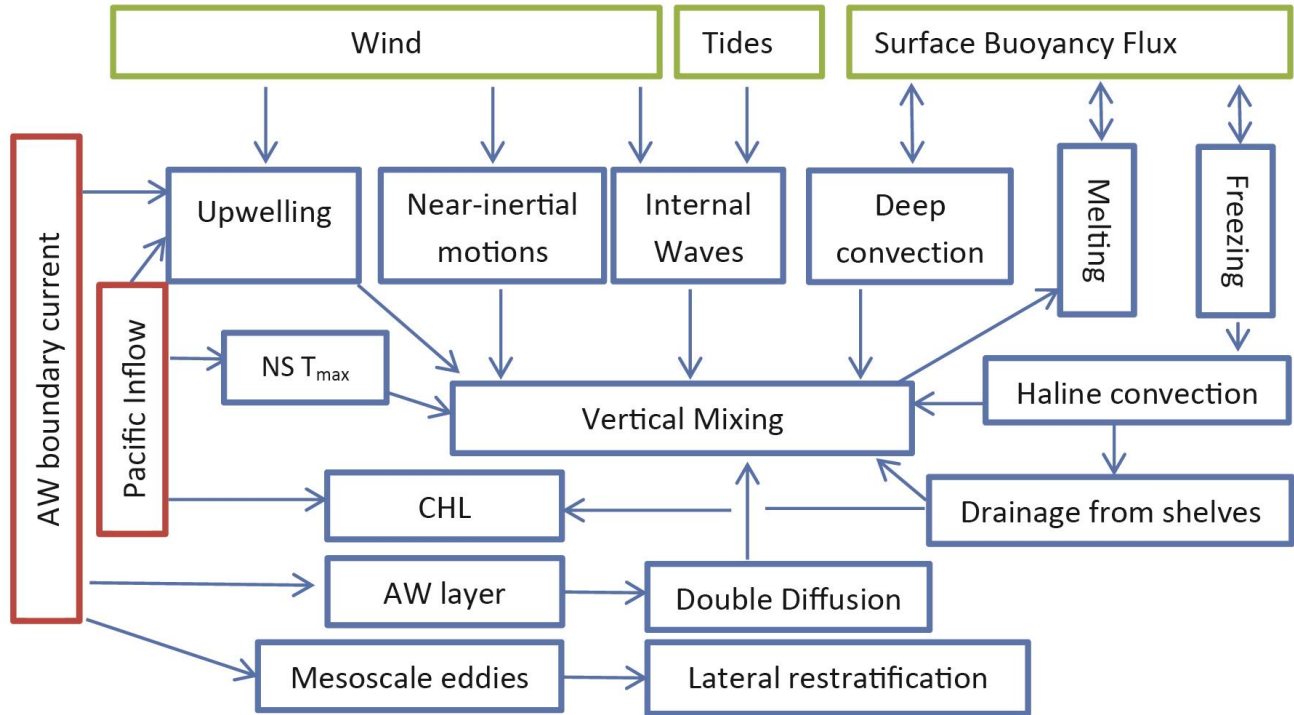 Wind
Tides
Surface Buoyancy Flux
AW boundary current
Pacific Inflow
Upwelling
Near-inertial
motions
Internal
Waves
Deep
convection
Melting
Freezing
NS Tmax
Vertical Mixing
Haline convection
CHL
Drainage from shelves
AW layer
Double Diffusion
Mesoscale eddies
Lateral restratification